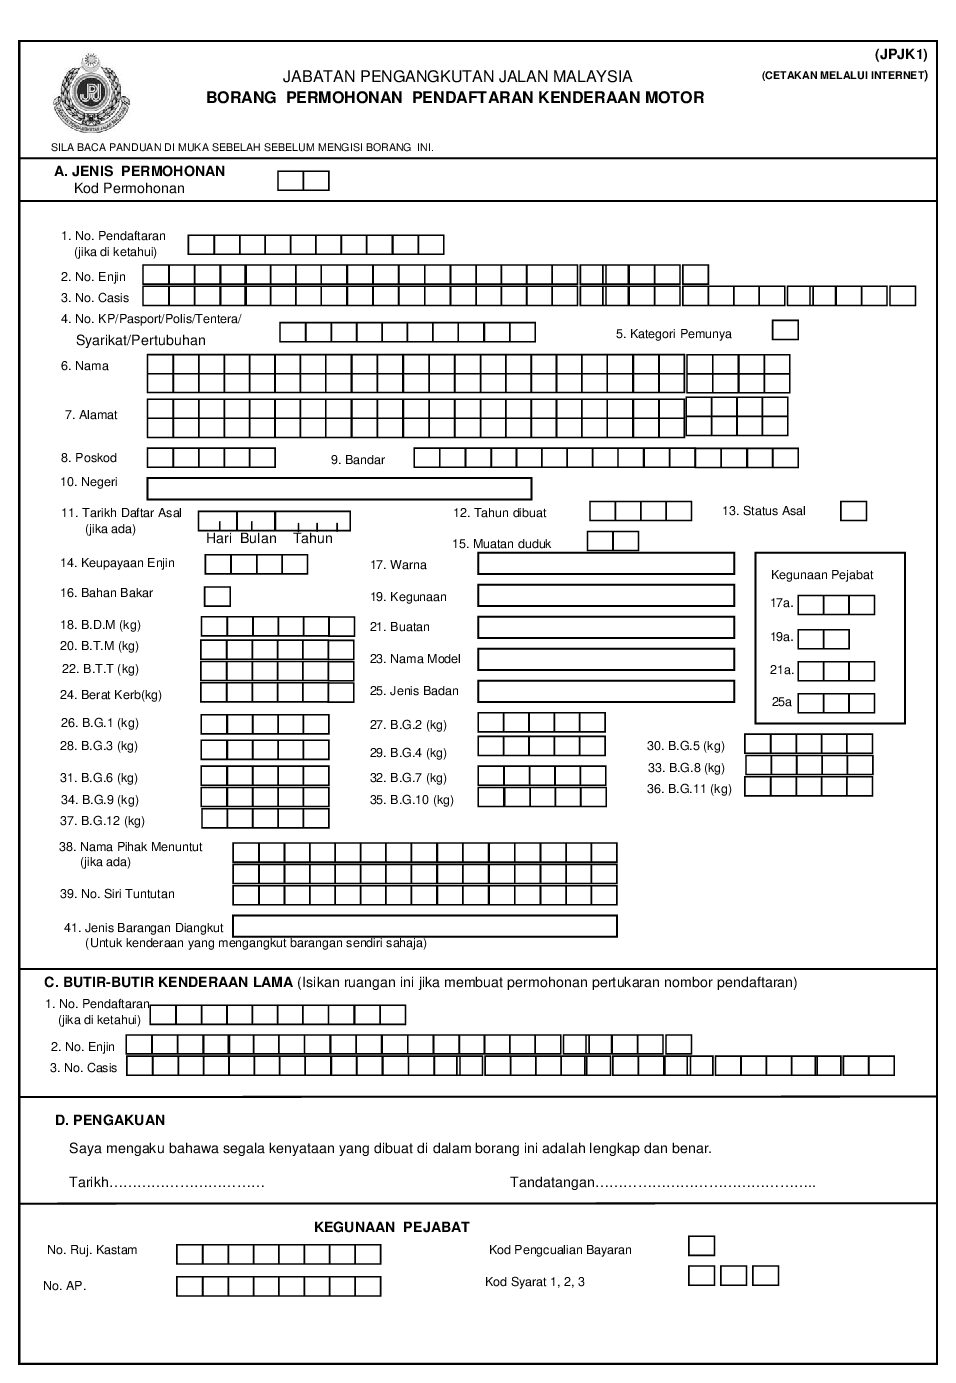 (JPJK1)
JABATAN PENGANGKUTAN JALAN MALAYSIA
(CETAKAN MELALUI INTERNET)
BORANG PERMOHONAN PENDAFTARAN KENDERAAN MOTOR
JPJ
SILA BACA PANDUAN DI MUKA SEBELAH SEBELUM MENGISI BORANG INI.
A. JENIS PERMOHONAN
Kod Permohonan
1. No. Pendaftaran
(jika di ketahui)
2. No. Enjin
3. No. Casis
4. No. KP/Pasport/Polis/Tentera/
Syarikat/Pertubuhan
5. Kategori Pemunya
6. Nama
7. Alamat
8. Poskod
9. Bandar
10. Negeri
11. Tarikh Daftar Asal
(jika ada)
Hari Bulan Tahun
12. Tahun dibuat
13. Status Asal
15. Muatan duduk
14. Keupayaan Enjin
17. Warna
Kegunaan Pejabat
16. Bahan Bakar
19. Kegunaan
17a.
18. B.D.M (kg)
21. Buatan
19a.
20. B.T.M (kg)
22. B.T.T (kg)
23. Nama Model
21a.
24. Berat Kerb(kg)
25. Jenis Badan
25a
26. B.G.1 (kg)
27. B.G.2 (kg)
28. B.G.3 (kg)
29. B.G.4 (kg)
30. B.G.5 (kg)
31. B.G.6 (kg)
32. B.G.7 (kg)
33. B.G.8 (kg)
34. B.G.9 (kg)
35. B.G.10 (kg)
36. B.G.11 (kg)
37. B.G.12 (kg)
38. Nama Pihak Menuntut
(jika ada)
39. No. Siri Tuntutan
41. Jenis Barangan Diangkut
(Untuk kenderaan yang mengangkut barangan sendiri sahaja)
C. BUTIR-BUTIR KENDERAAN LAMA (Isikan ruangan ini jika membuat permohonan pertukaran nombor pendaftaran)
1. No. Pendaftaran
(jika di ketahui)
2. No. Enjin
3. No. Casis
D. PENGAKUAN
Saya mengaku bahawa segala kenyataan yang dibuat di dalam borang ini adalah lengkap dan benar.
Tarikh……………………………
Tandatangan………………………………………..
KEGUNAAN PEJABAT
No. Ruj. Kastam
Kod Pengcualian Bayaran
No. AP.
Kod Syarat 1, 2, 3